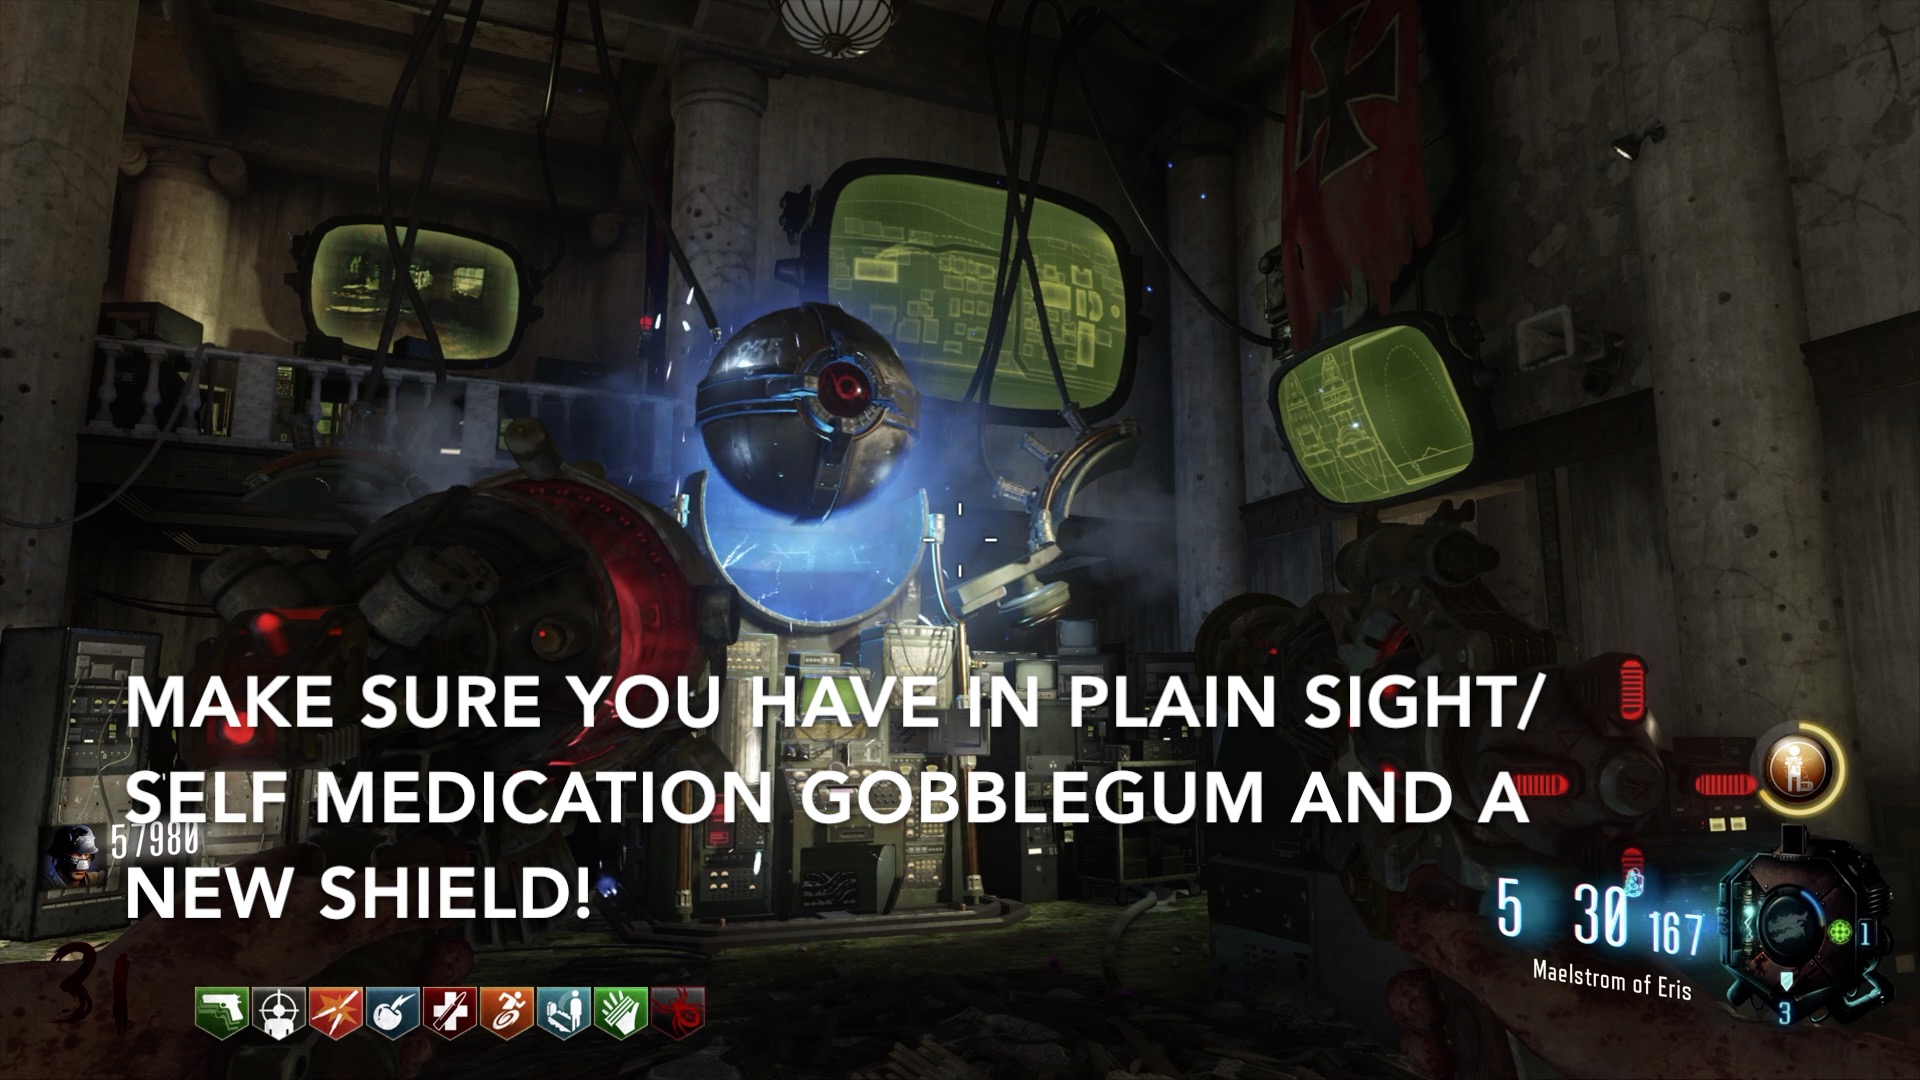 MAKE SURE YOU HAVE IN PLAIN SIGHT/
SELF MEDICATION GOBBLEGUM AND A
57980
NEW SHIELD!
5 30 167
1
Maelstrom of Eris
31
3